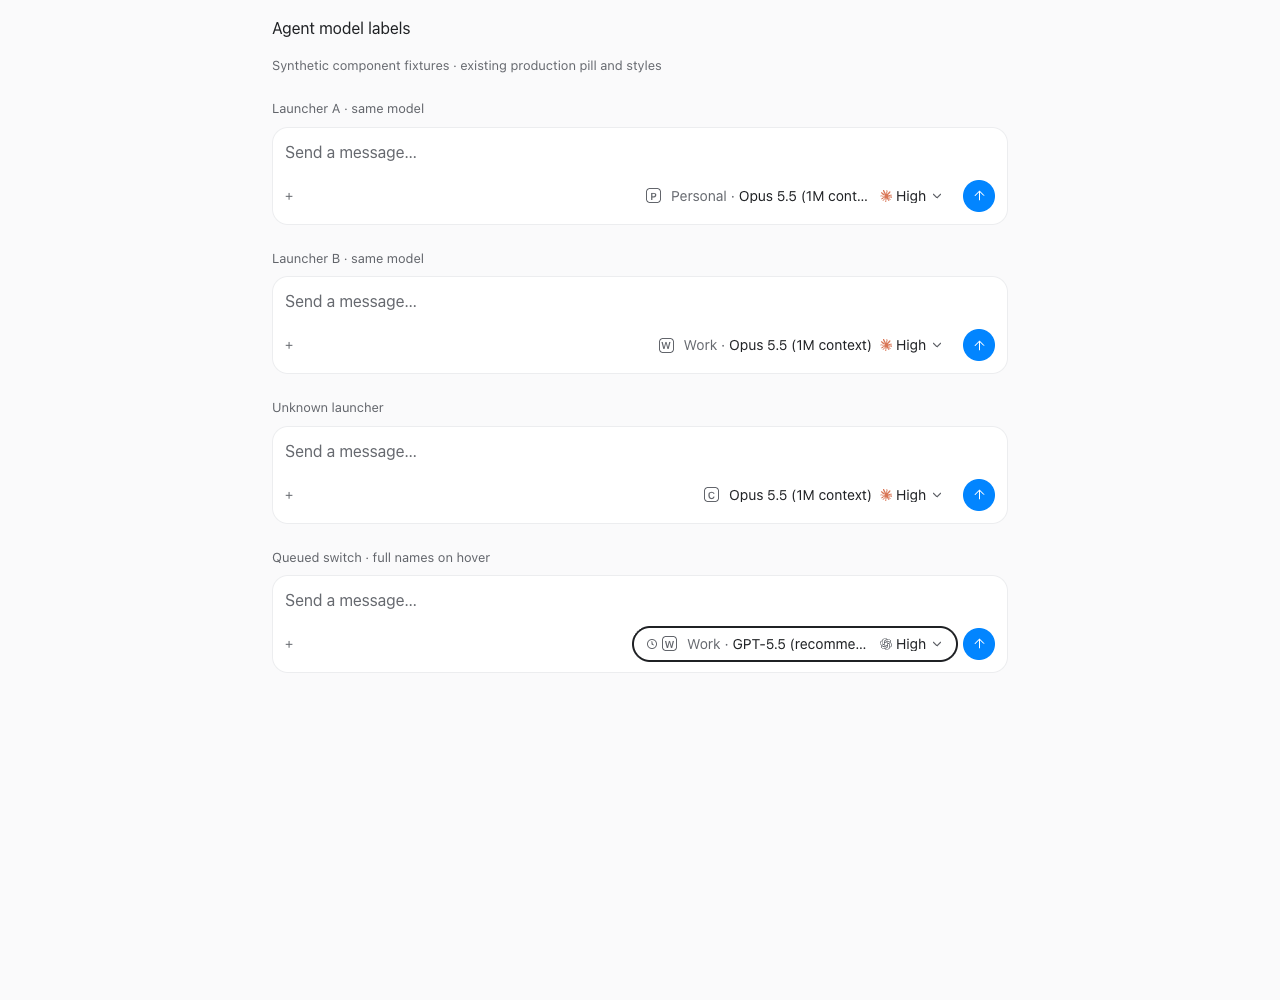 Agent model labels
Synthetic component fixtures · existing production pill and styles
Launcher A · same model
Send a message...
+ P Personal · Opus 5.5 (1M cont... High
Launcher B · same model
Send a message...
+ W Work · Opus 5.5 (1M context) High
Unknown launcher
Send a message...
+ C Opus 5.5 (1M context) High
Queued switch · full names on hover
Send a message...
+ W Work · GPT-5.5 (recomme... High